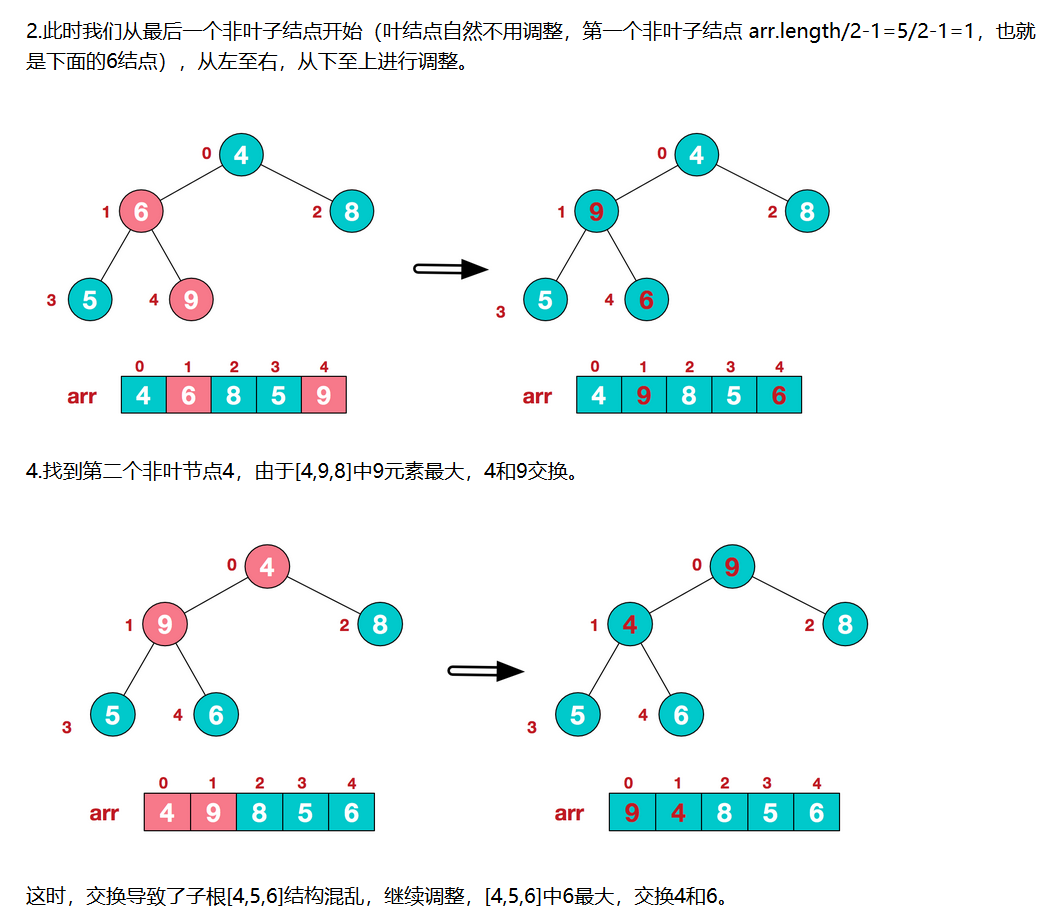 2.此时我们从最后一个非叶子结点开始（叶结点自然不用调整，第一个非叶子结点 arr.length/2-1=5/2-1=1，也就
是下面的6结点），从左至右，从下至上进行调整。
0 4 0 4
1 6 2 8 1 9 2 8
3 5 4 9 3 5 4 6
0 1 2 3 4 0 1 2 3 4
arr 4 6 8 5 9 arr 4 9 8 5 6
4.找到第二个非叶节点4，由于[4,9,8]中9元素最大，4和9交换。
0 4 0 9
1 9 2 8 1 4 2 8
3 5 4 6 3 5 4 6
0 1 2 3 4 0 1 2 3 4
arr 4 9 8 5 6 arr 9 4 8 5 6
这时，交换导致了子根[4,5,6]结构混乱，继续调整，[4,5,6]中6最大，交换4和6。